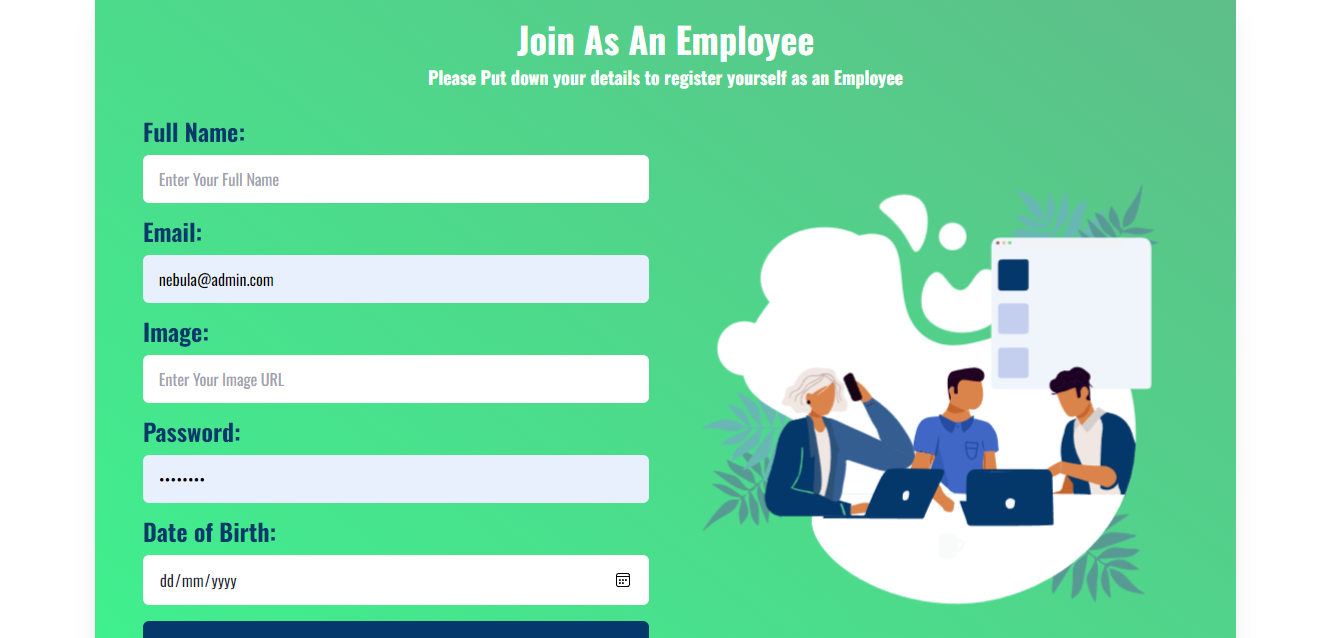 Join As An Employee
Please Put down your details to register yourself as an Employee
Full Name:
Enter Your Full Name
Email:
nebula@admin.com
Image:
Enter Your Image URL
Password:
••••••••
Date of Birth:
dd/mm/yyyy